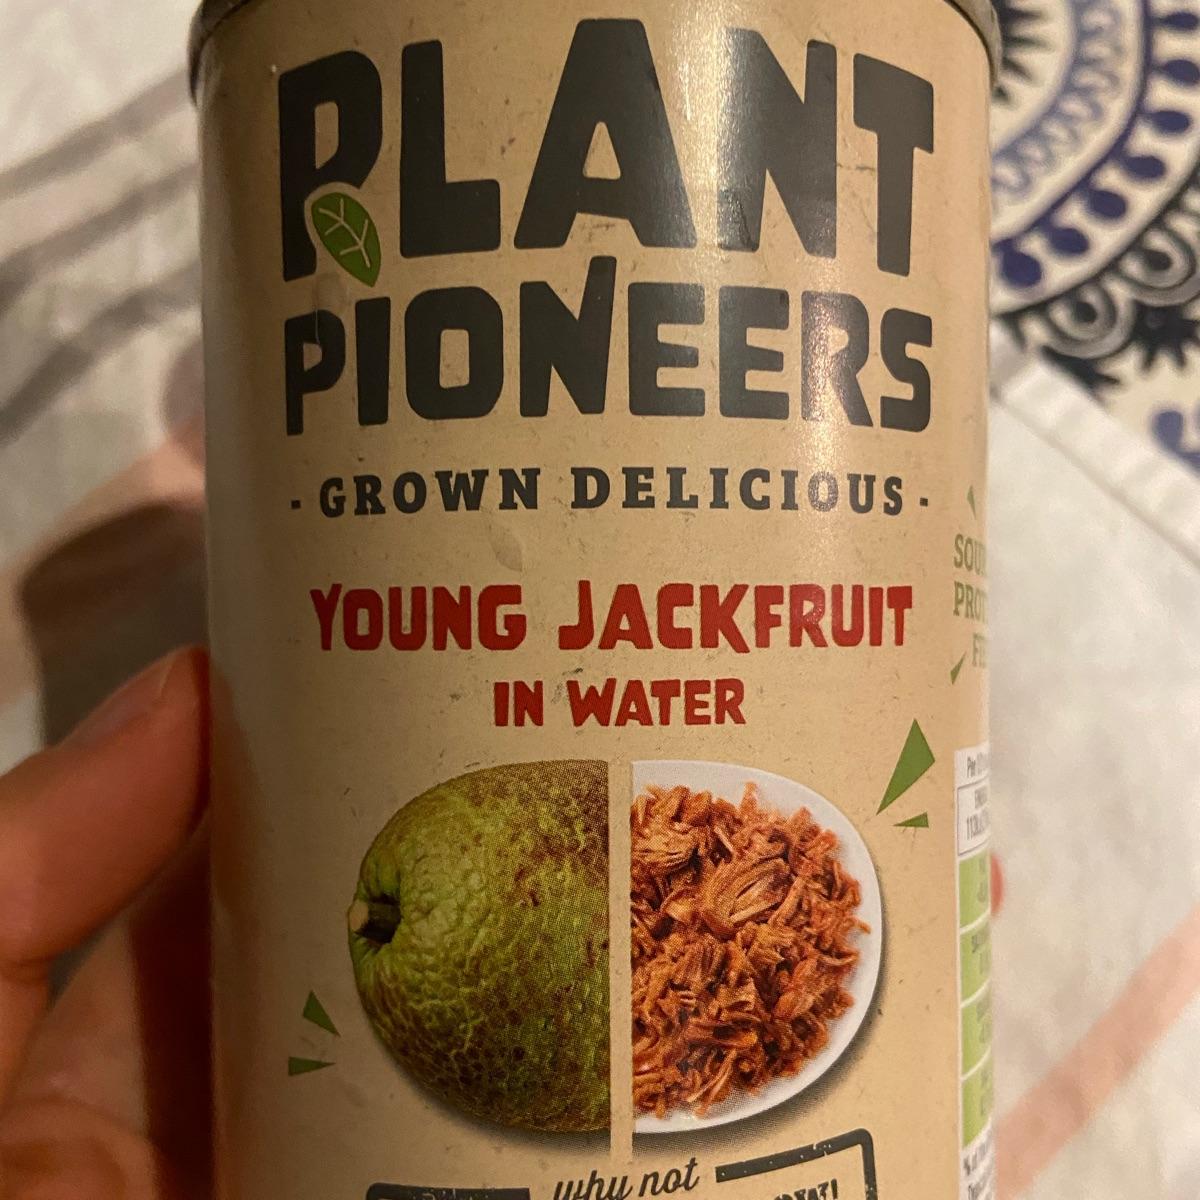 PLANT
PIONEERS
- GROWN DELICIOUS -
YOUNG JACKFRUIT
IN WATER
why not